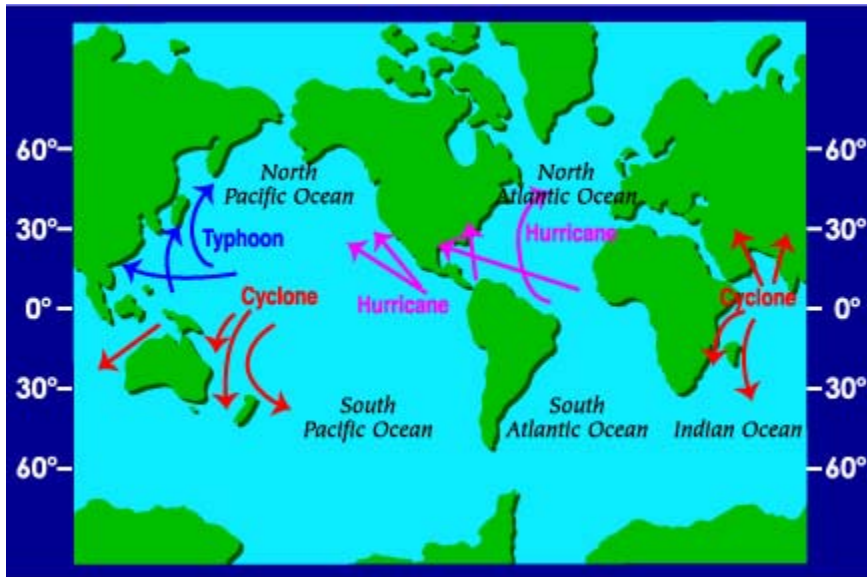 60°
30°
0°
30°
60°
North
Pacific Ocean
Typhoon
Cyclone
Hurricane
South
Pacific Ocean
North
Atlantic Ocean
Hurricane
South
Atlantic Ocean
Cyclone
Indian Ocean
60°
30°
0°
30°
60°